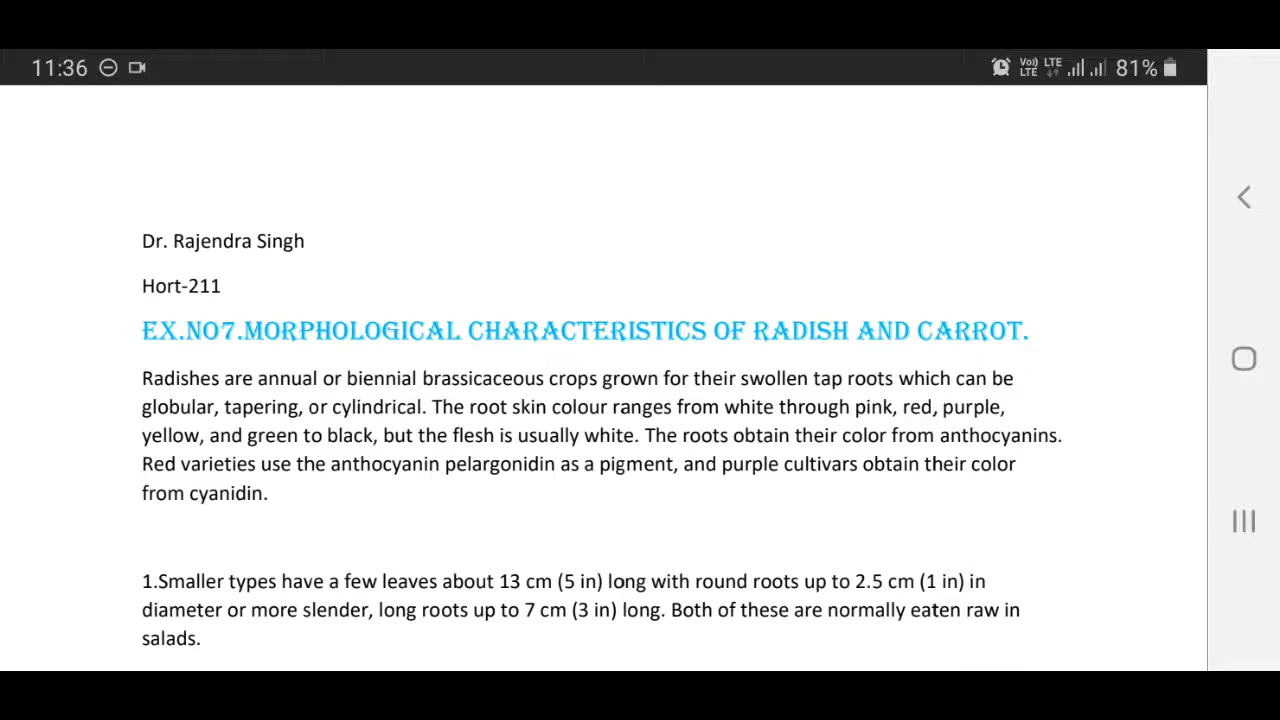 11:36
Vo) LTE LTE 81%
Dr. Rajendra Singh
Hort-211
EX.NO7.MORPHOLOGICAL CHARACTERISTICS OF RADISH AND CARROT.
Radishes are annual or biennial brassicaceous crops grown for their swollen tap roots which can be
globular, tapering, or cylindrical. The root skin colour ranges from white through pink, red, purple,
yellow, and green to black, but the flesh is usually white. The roots obtain their color from anthocyanins.
Red varieties use the anthocyanin pelargonidin as a pigment, and purple cultivars obtain their color
from cyanidin.
1.Smaller types have a few leaves about 13 cm (5 in) long with round roots up to 2.5 cm (1 in) in
diameter or more slender, long roots up to 7 cm (3 in) long. Both of these are normally eaten raw in
salads.